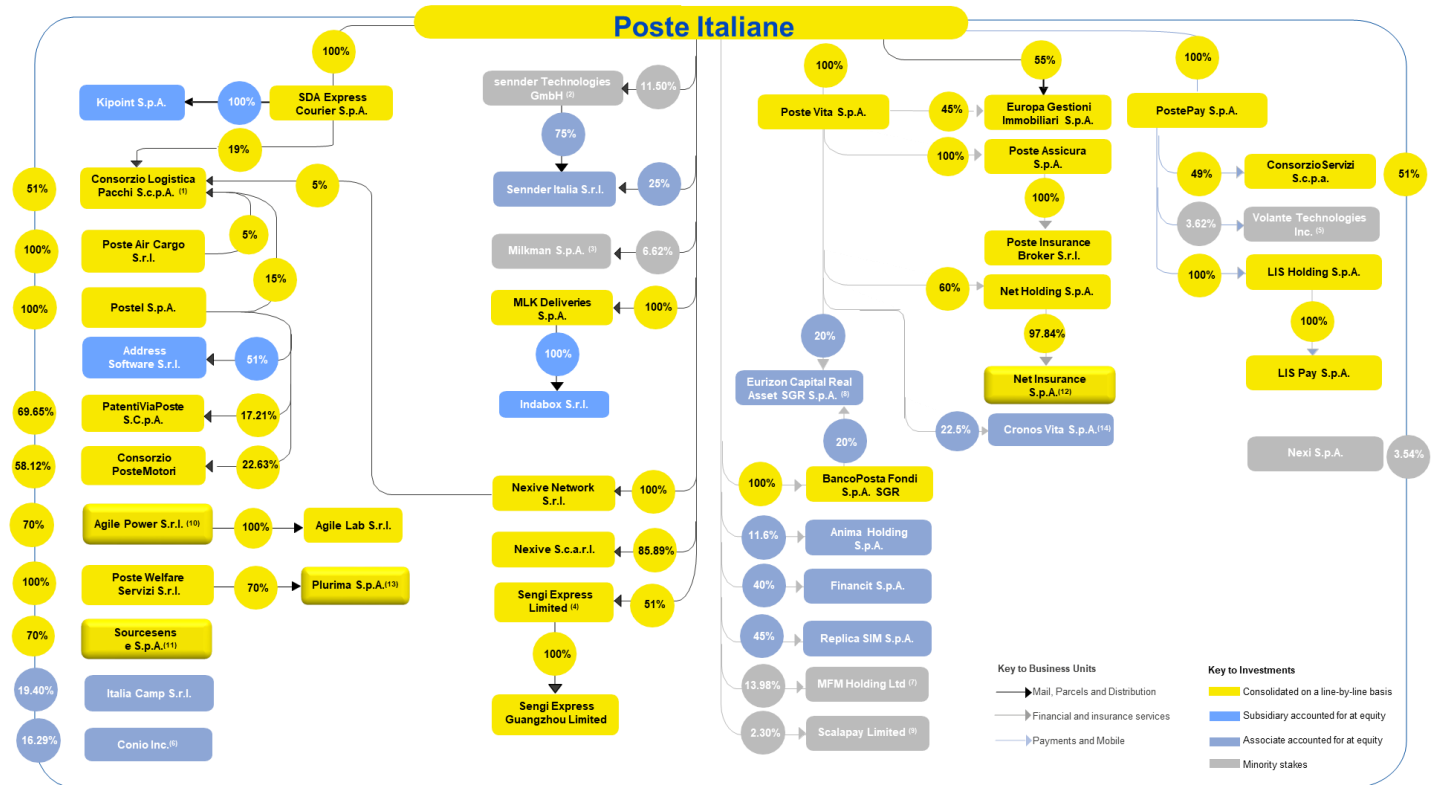 Poste Italiane
100%
Kipoint S.p.A.
100%
SDA Express
Courier S.p.A.
19%
51%
Consorzio Logistica
Pacchi S.c.p.A. (1)
5%
100%
Poste Air Cargo
S.r.l.
5%
15%
100%
Postel S.p.A.
Address
Software S.r.l.
51%
69.65%
PatentiViaPoste
S.C.p.A.
17.21%
58.12%
Consorzio
PosteMotori
22.63%
70%
Agile Power S.r.l. (10)
100%
Agile Lab S.r.l.
100%
Poste Welfare
Servizi S.r.l.
70%
Plurima S.p.A.(13)
70%
Sourcesens
e S.p.A.(11)
19.40%
Italia Camp S.r.l.
16.29%
Conio Inc.(6)
sennder Technologies
GmbH (2)
11.50%
75%
Sennder Italia S.r.l.
25%
Milkman S.p.A. (3)
6.62%
MLK Deliveries
S.p.A.
100%
100%
Indabox S.r.l.
Nexive Network
S.r.l.
100%
Nexive S.c.a.r.l.
85.89%
Sengi Express
Limited (4)
51%
100%
Sengi Express
Guangzhou Limited
100%
Poste Vita S.p.A.
55%
45%
Europa Gestioni
Immobiliari S.p.A.
100%
Poste Assicura
S.p.A.
100%
Poste Insurance
Broker S.r.l.
60%
Net Holding S.p.A.
97.84%
Net Insurance
S.p.A.(12)
20%
Eurizon Capital Real
Asset SGR S.p.A. (8)
22.5%
Cronos Vita S.p.A.(14)
20%
100%
BancoPosta Fondi
S.p.A. SGR
11.6%
Anima Holding
S.p.A.
40%
Financit S.p.A.
45%
Replica SIM S.p.A.
13.98%
MFM Holding Ltd (7)
2.30%
Scalapay Limited (9)
100%
PostePay S.p.A.
49%
ConsorzioServizi
S.c.p.a.
51%
3.62%
Volante Technologies
Inc. (5)
100%
LIS Holding S.p.A.
100%
LIS Pay S.p.A.
Nexi S.p.A.
3.54%
Key to Business Units
Mail, Parcels and Distribution
Financial and insurance services
Payments and Mobile
Key to Investments
Consolidated on a line-by-line basis
Subsidiary accounted for at equity
Associate accounted for at equity
Minority stakes